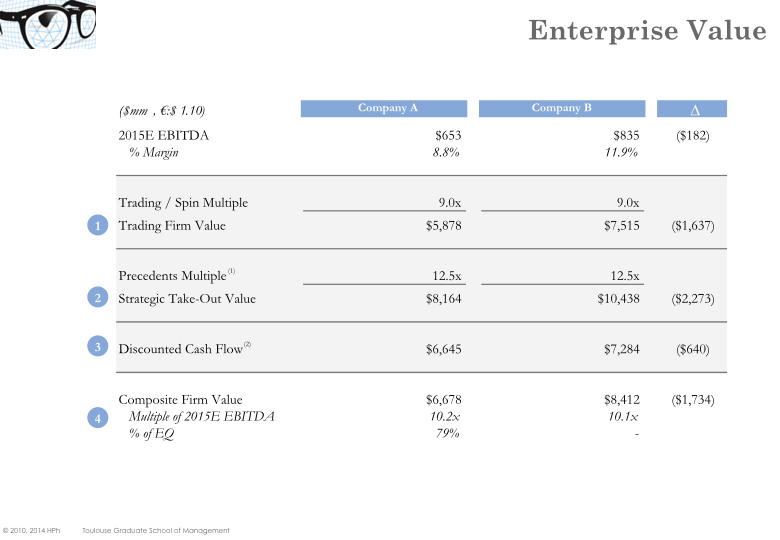 Enterprise Value
($mm , €:$ 1.10) Company A Company B Δ
2015E EBITDA $653 $835 ($182)
% Margin 8.8% 11.9%
Trading / Spin Multiple 9.0x 9.0x
1 Trading Firm Value $5,878 $7,515 ($1,637)
Precedents Multiple (1) 12.5x 12.5x
2 Strategic Take-Out Value $8,164 $10,438 ($2,273)
3 Discounted Cash Flow (2) $6,645 $7,284 ($640)
Composite Firm Value $6,678 $8,412 ($1,734)
4 Multiple of 2015E EBITDA 10.2x 10.1x
% of EQ 79% -
© 2010, 2014 HPh Toulouse Graduate School of Management